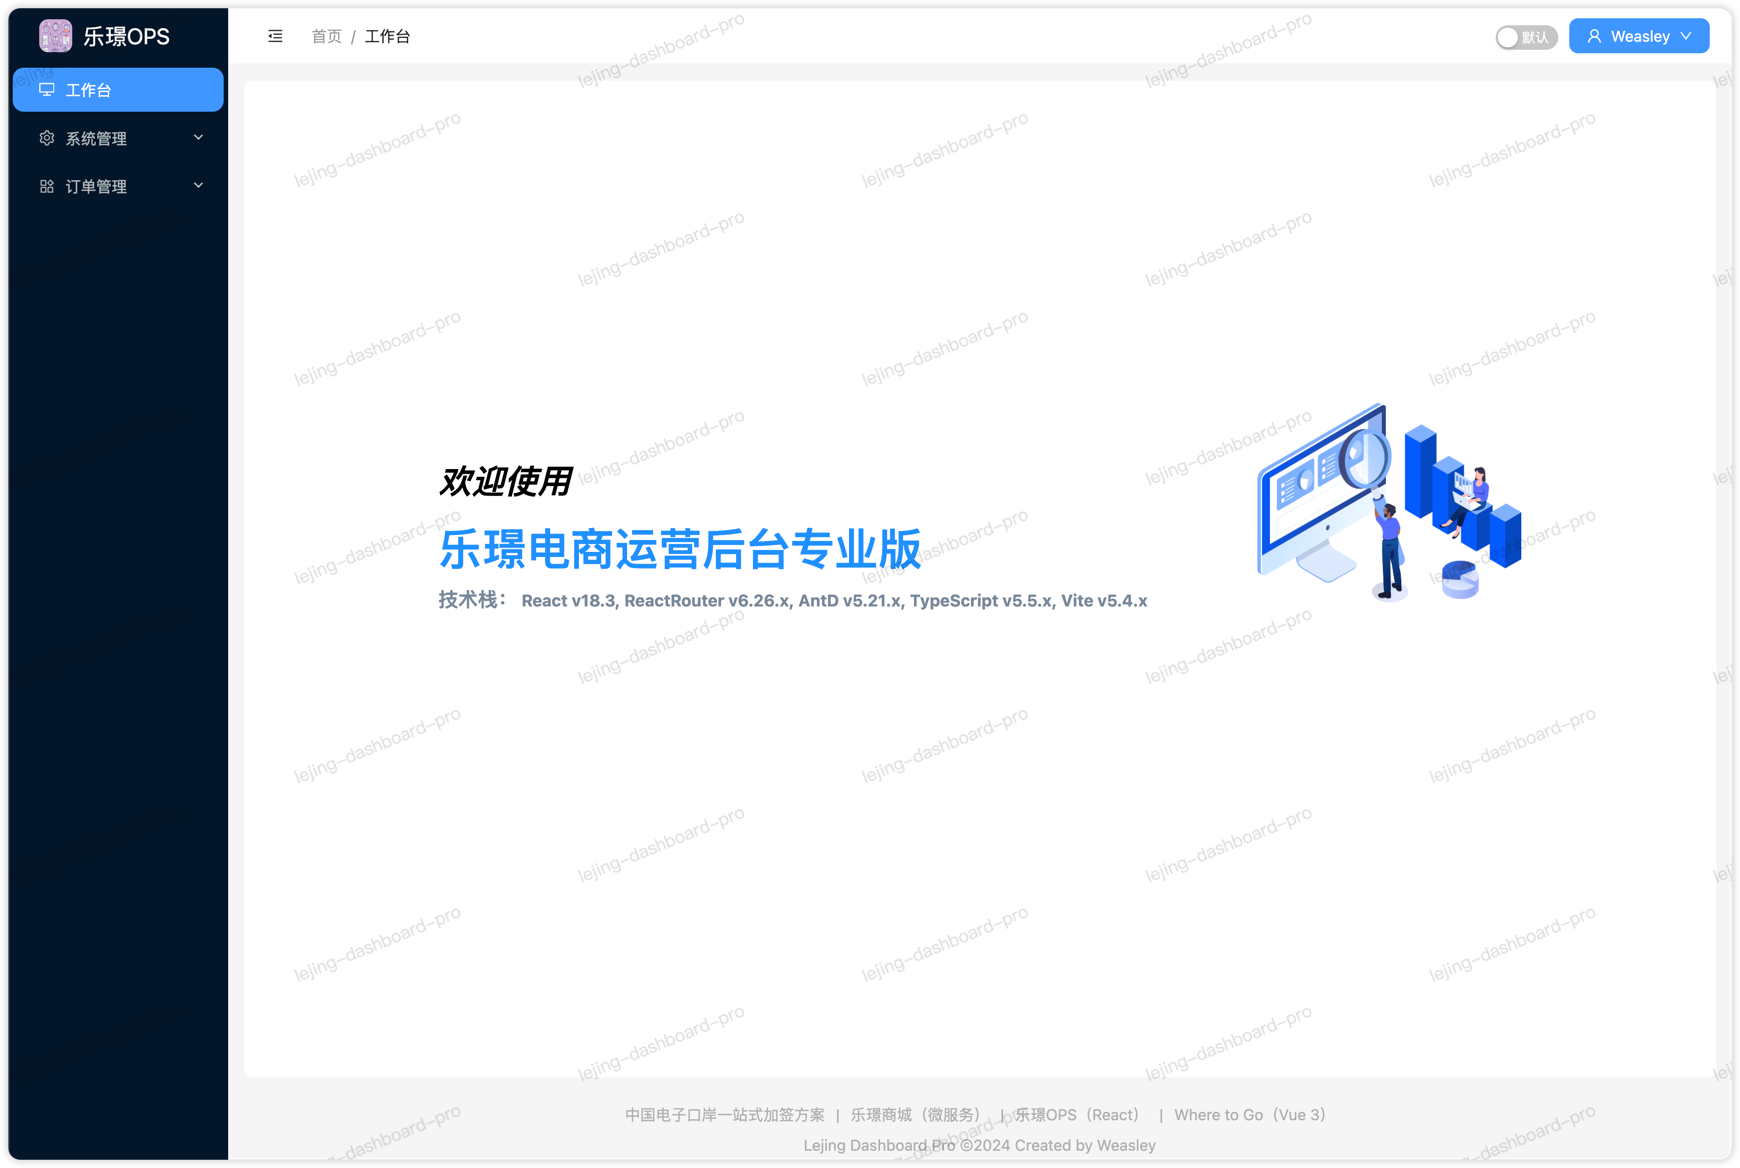 乐璟OPS
首页 / 工作台
默认
Weasley
工作台
系统管理
订单管理
欢迎使用
乐璟电商运营后台专业版
技术栈： React v18.3, ReactRouter v6.26.x, AntD v5.21.x, TypeScript v5.5.x, Vite v5.4.x
中国电子口岸一站式加签方案 | 乐璟商城（微服务） | 乐璟OPS（React） | Where to Go（Vue 3）
Lejing Dashboard Pro ©2024 Created by Weasley
lejing-dashboard-pro